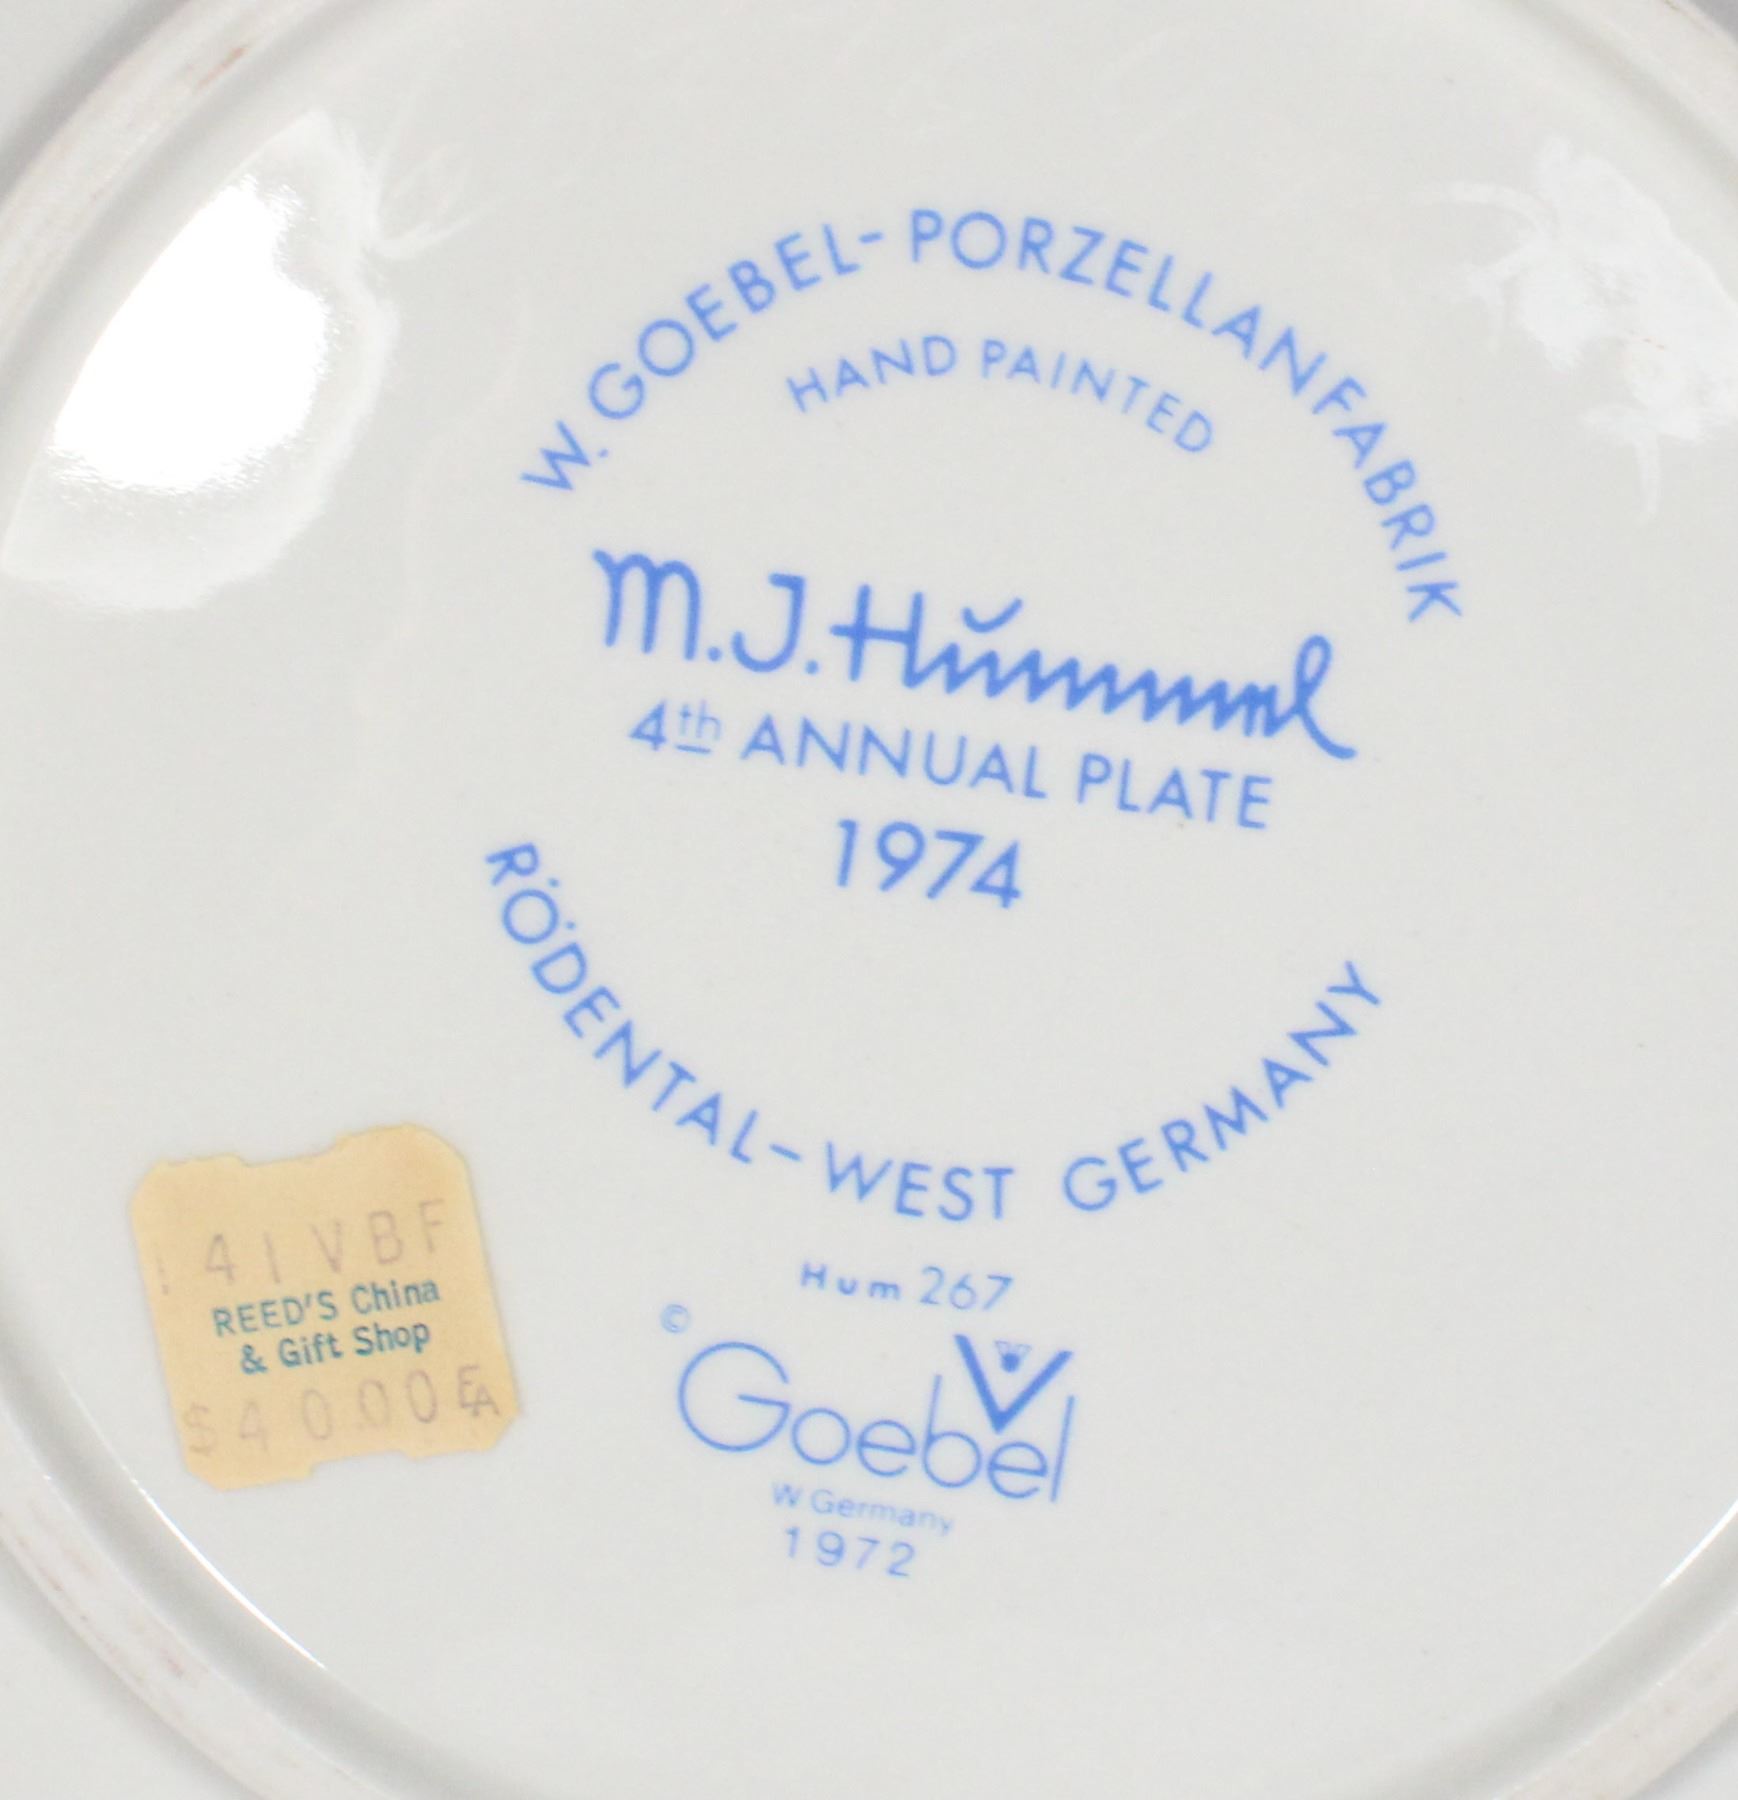 W. GOEBEL-PORZELLANFABRIK
HAND PAINTED
M.J. Hummel
4th ANNUAL PLATE
1974
RÖDENTAL-WEST GERMANY
Hum 267
© Goebel
W Germany
1972
41VBF
REED'S China
& Gift Shop
$40.00 EA